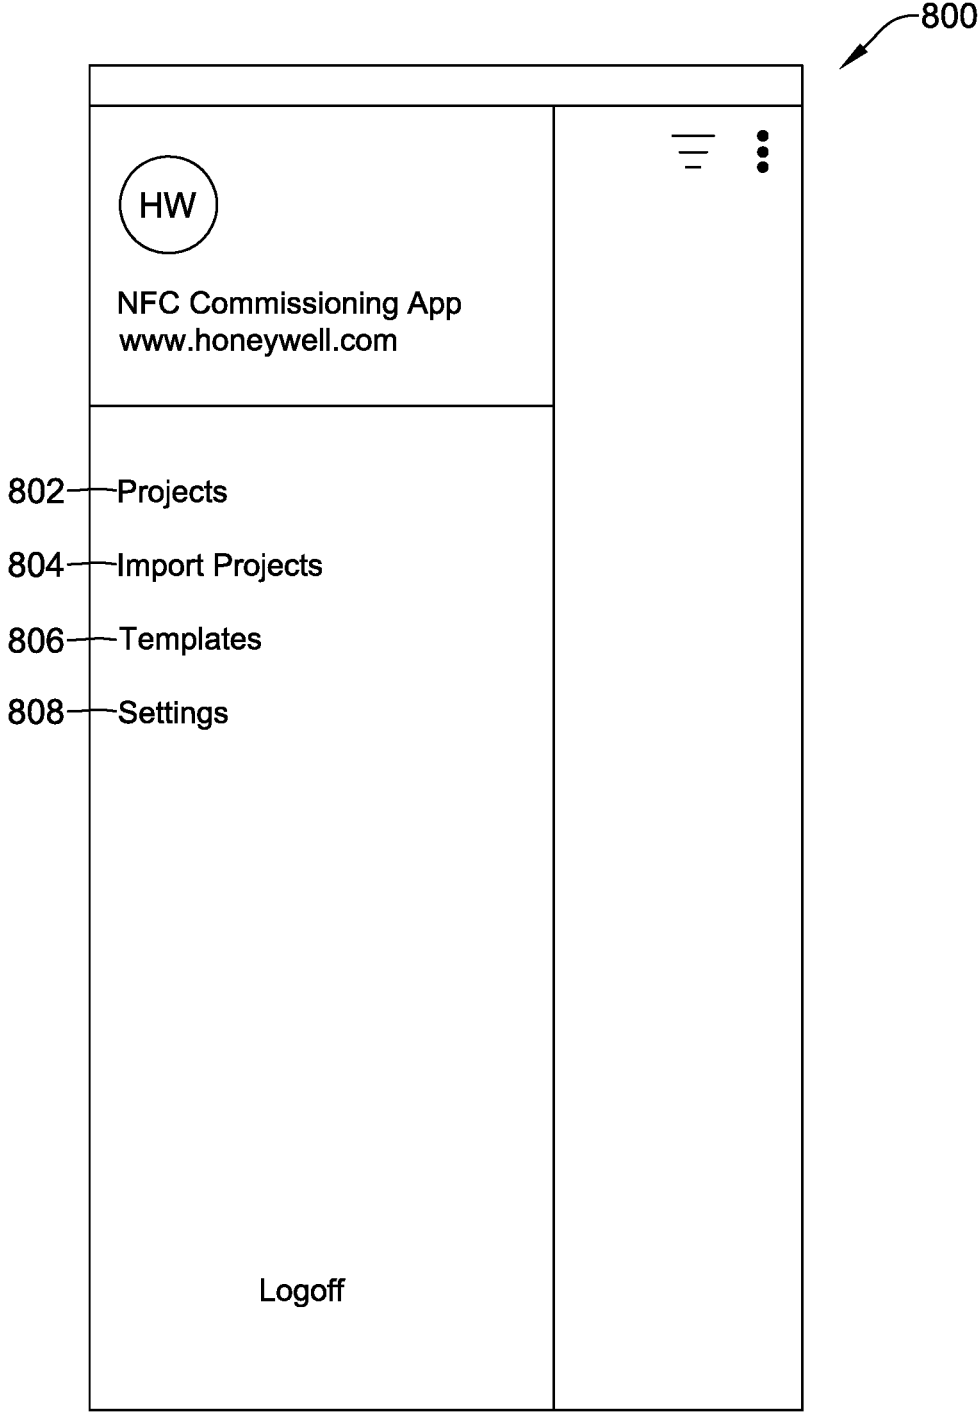 800
HW
NFC Commissioning App
www.honeywell.com
802 Projects
804 Import Projects
806 Templates
808 Settings
Logoff